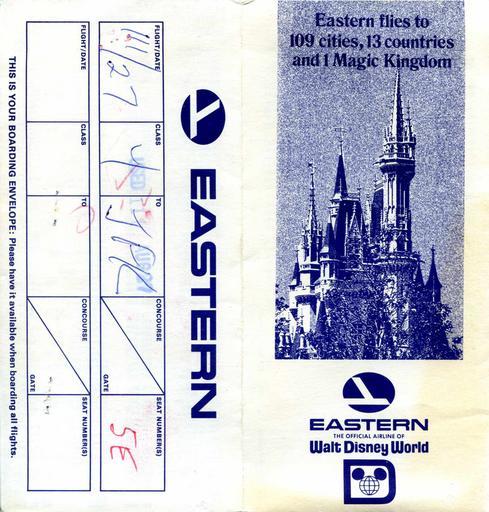 Eastern flies to
109 cities, 13 countries
and 1 Magic Kingdom
EASTERN
THE OFFICIAL AIRLINE OF
Walt Disney World
EASTERN
FLIGHT/DATE
CLASS
TO
CONCOURSE
GATE
SEAT NUMBER(S)
5E
FLIGHT/DATE
CLASS
TO
CONCOURSE
GATE
SEAT NUMBER(S)
THIS IS YOUR BOARDING ENVELOPE: Please have it available when boarding all flights.